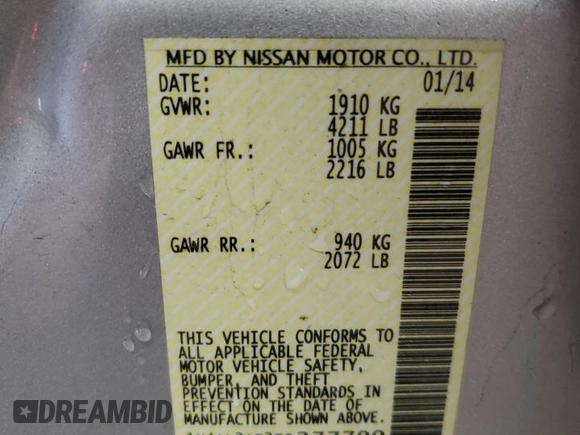 MFD BY NISSAN MOTOR CO., LTD.
DATE: 01/14
GVWR: 1910 KG
4211 LB
GAWR FR.: 1005 KG
2216 LB
GAWR RR.: 940 KG
2072 LB
THIS VEHICLE CONFORMS TO
ALL APPLICABLE FEDERAL
MOTOR VEHICLE SAFETY,
BUMPER, AND THEFT
PREVENTION STANDARDS IN
EFFECT ON THE DATE OF
MANUFACTURE SHOWN ABOVE.
DREAMBID